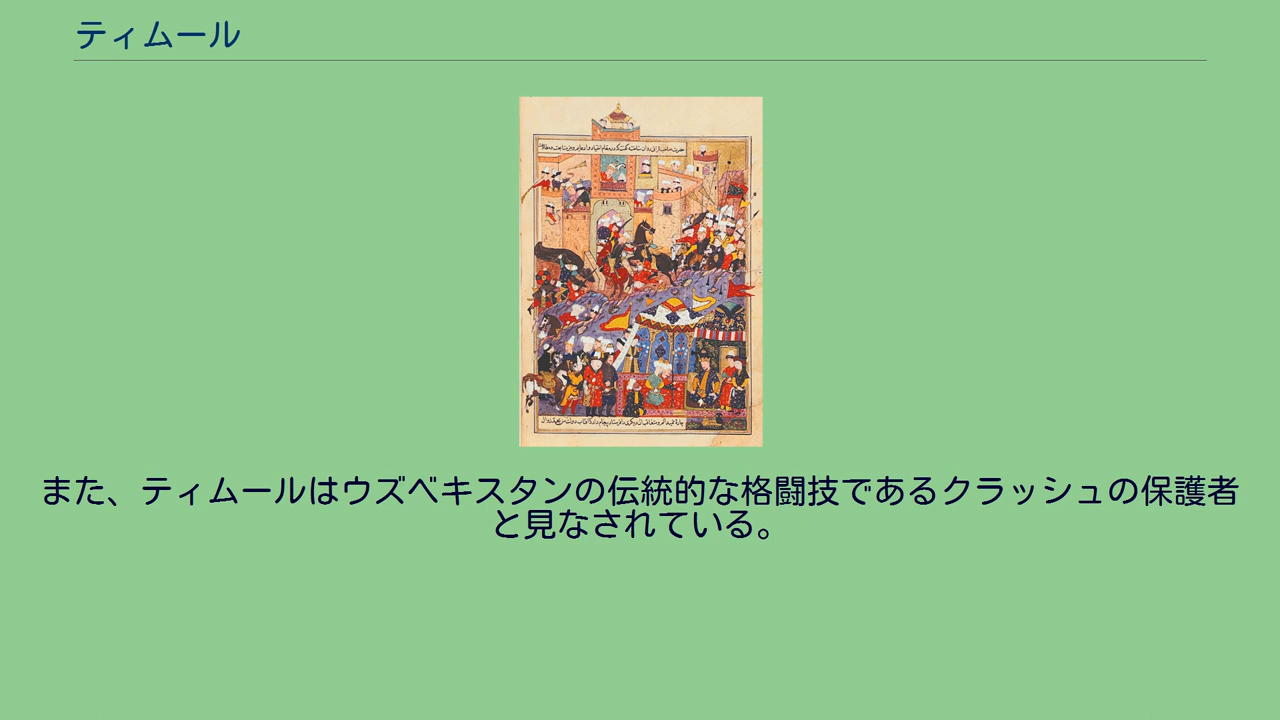 ティムール
また、ティムールはウズベキスタンの伝統的な格闘技であるクラッシュの保護者
と見なされている。